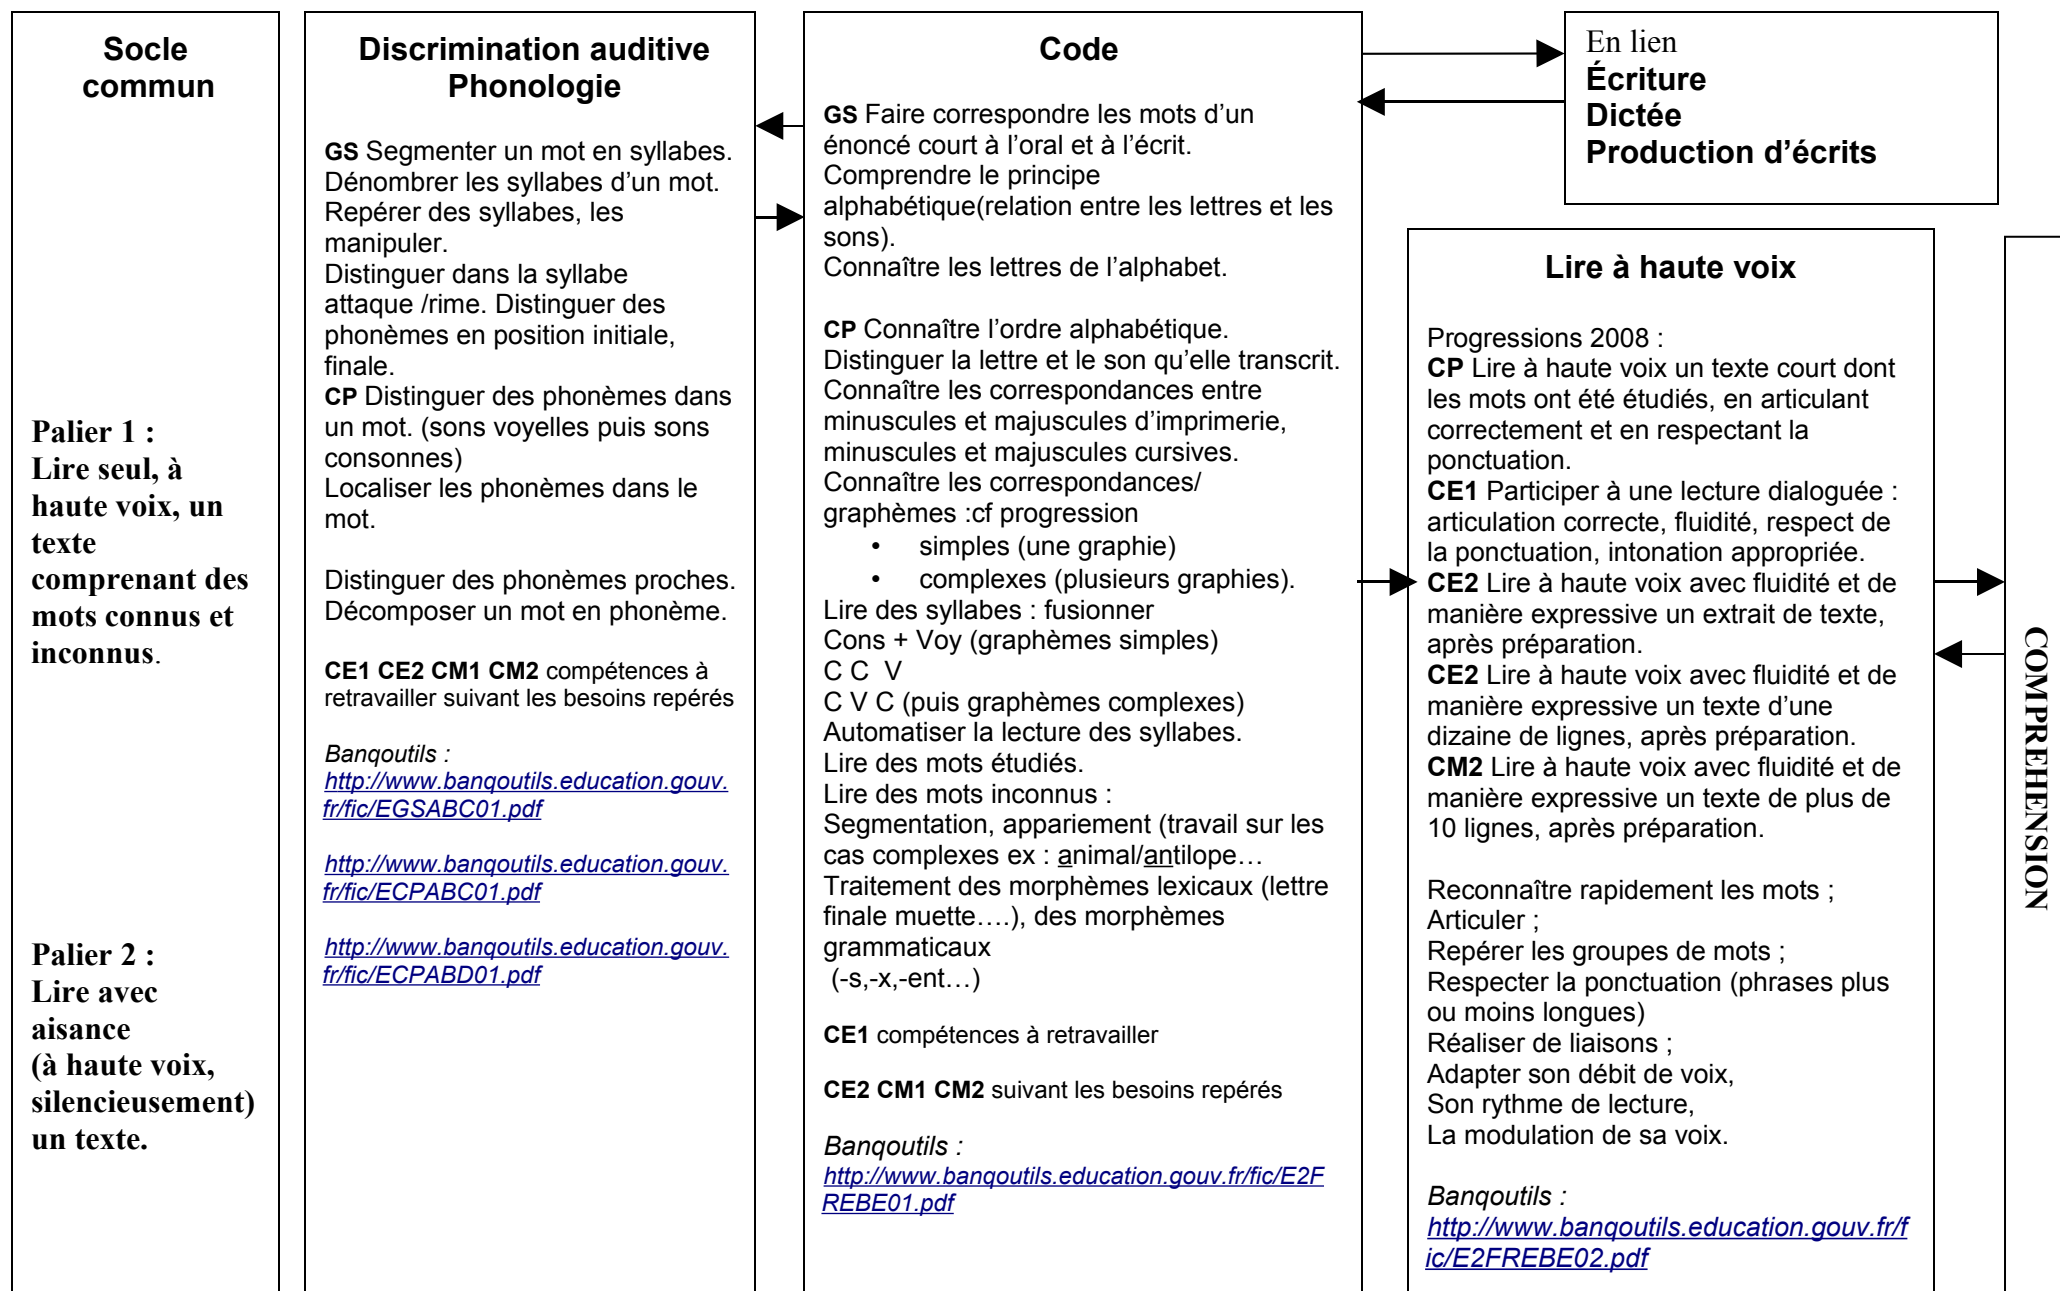 Socle
commun
Palier 1 :
Lire seul, à
haute voix, un
texte
comprenant des
mots connus et
inconnus.
Palier 2 :
Lire avec
aisance
(à haute voix,
silencieusement)
un texte.
Discrimination auditive
Phonologie
GS Segmenter un mot en syllabes.
Dénombrer les syllabes d’un mot.
Repérer des syllabes, les
manipuler.
Distinguer dans la syllabe
attaque /rime. Distinguer des
phonèmes en position initiale,
finale.
CP Distinguer des phonèmes dans
un mot. (sons voyelles puis sons
consonnes)
Localiser les phonèmes dans le
mot.
Distinguer des phonèmes proches.
Décomposer un mot en phonème.
CE1 CE2 CM1 CM2 compétences à
retravailler suivant les besoins repérés
Banqoutils :
http://www.banqoutils.education.gouv.
fr/fic/EGSABC01.pdf
http://www.banqoutils.education.gouv.
fr/fic/ECPABC01.pdf
http://www.banqoutils.education.gouv.
fr/fic/ECPABD01.pdf
Code
GS Faire correspondre les mots d’un
énoncé court à l’oral et à l’écrit.
Comprendre le principe
alphabétique(relation entre les lettres et les
sons).
Connaître les lettres de l’alphabet.
CP Connaître l’ordre alphabétique.
Distinguer la lettre et le son qu’elle transcrit.
Connaître les correspondances entre
minuscules et majuscules d’imprimerie,
minuscules et majuscules cursives.
Connaître les correspondances/
graphèmes :cf progression
• simples (une graphie)
• complexes (plusieurs graphies).
Lire des syllabes : fusionner
Cons + Voy (graphèmes simples)
C C V
C V C (puis graphèmes complexes)
Automatiser la lecture des syllabes.
Lire des mots étudiés.
Lire des mots inconnus :
Segmentation, appariement (travail sur les
cas complexes ex : animal/antilope…
Traitement des morphèmes lexicaux (lettre
finale muette….), des morphèmes
grammaticaux
(-s,-x,-ent…)
CE1 compétences à retravailler
CE2 CM1 CM2 suivant les besoins repérés
Banqoutils :
http://www.banqoutils.education.gouv.fr/fic/E2F
REBE01.pdf
En lien
Écriture
Dictée
Production d’écrits
Lire à haute voix
Progressions 2008 :
CP Lire à haute voix un texte court dont
les mots ont été étudiés, en articulant
correctement et en respectant la
ponctuation.
CE1 Participer à une lecture dialoguée :
articulation correcte, fluidité, respect de
la ponctuation, intonation appropriée.
CE2 Lire à haute voix avec fluidité et de
manière expressive un extrait de texte,
après préparation.
CE2 Lire à haute voix avec fluidité et de
manière expressive un texte d’une
dizaine de lignes, après préparation.
CM2 Lire à haute voix avec fluidité et de
manière expressive un texte de plus de
10 lignes, après préparation.
Reconnaître rapidement les mots ;
Articuler ;
Repérer les groupes de mots ;
Respecter la ponctuation (phrases plus
ou moins longues)
Réaliser de liaisons ;
Adapter son débit de voix,
Son rythme de lecture,
La modulation de sa voix.
Banqoutils :
http://www.banqoutils.education.gouv.fr/f
ic/E2FREBE02.pdf
COMPREHENSION